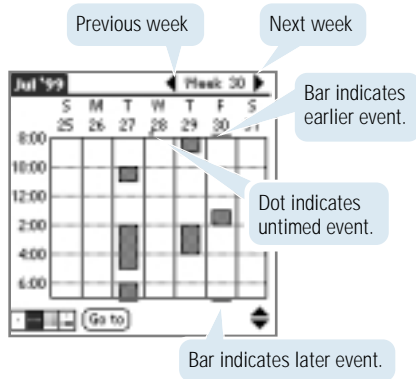 Previous week
Next week
Jul '99
Week 30
S M T W T F S
25 26 27 28 29 30 31
Bar indicates
earlier event.
8:00
10:00
12:00
Dot indicates
untimed event.
2:00
4:00
6:00
Go to
Bar indicates later event.